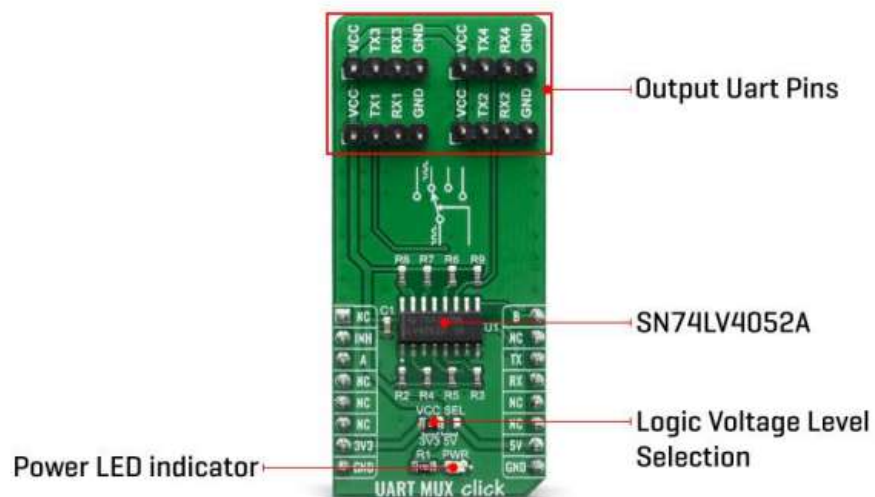 VCC TX3 RX3 GND VCC TX4 RX4 GND
VCC TX1 RX1 GND VCC TX2 RX2 GND
Output Uart Pins
R6 R9
R7
C1
U1
SN74LV4052A
NC B
INH NC
A TX
NC RX
NC NC
NC NC
3V3 5V
GND GND
R2 R4 R5 R3
VCC SEL
3V3 5V
Logic Voltage Level
Selection
R1 PWR
Power LED indicator
UART MUX click